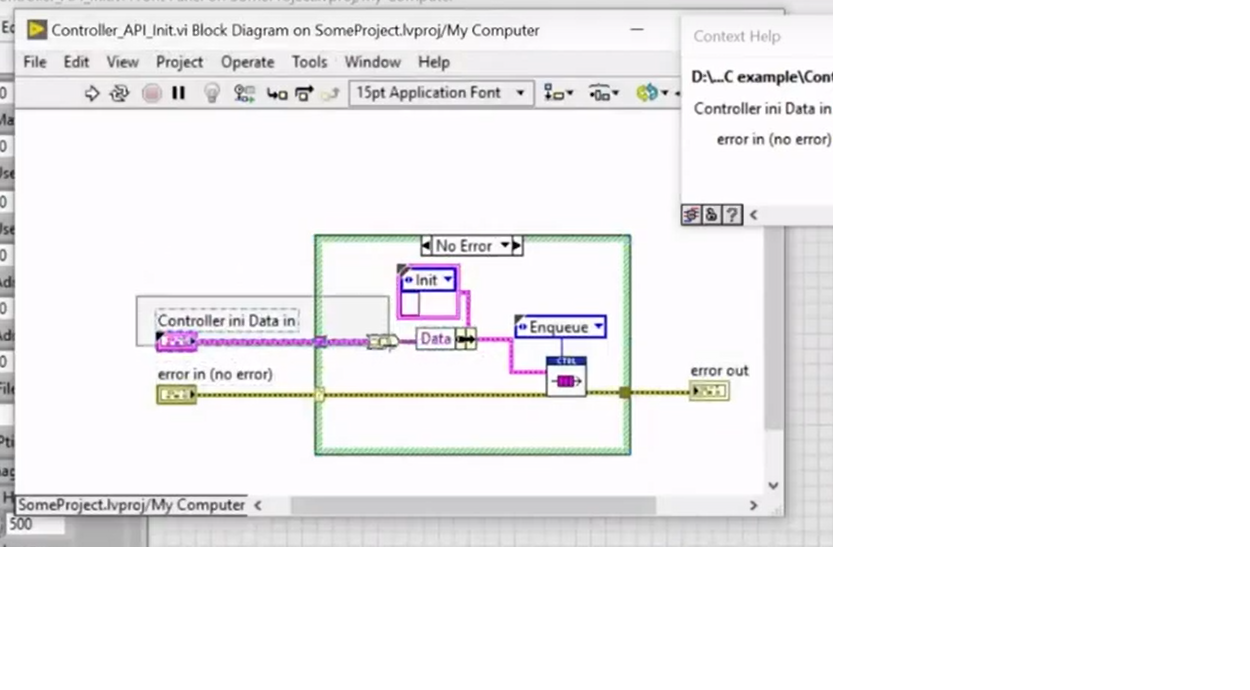 Controller_API_Init.vi Block Diagram on SomeProject.lvproj/My Computer
Context Help
File Edit View Project Operate Tools Window Help
D:\...C example\Con
15pt Application Font
Controller ini Data in
error in (no error)
?
No Error
Init
Controller ini Data in
Enqueue
Data
CTRL
error in (no error)
error out
SomeProject.lvproj/My Computer
500